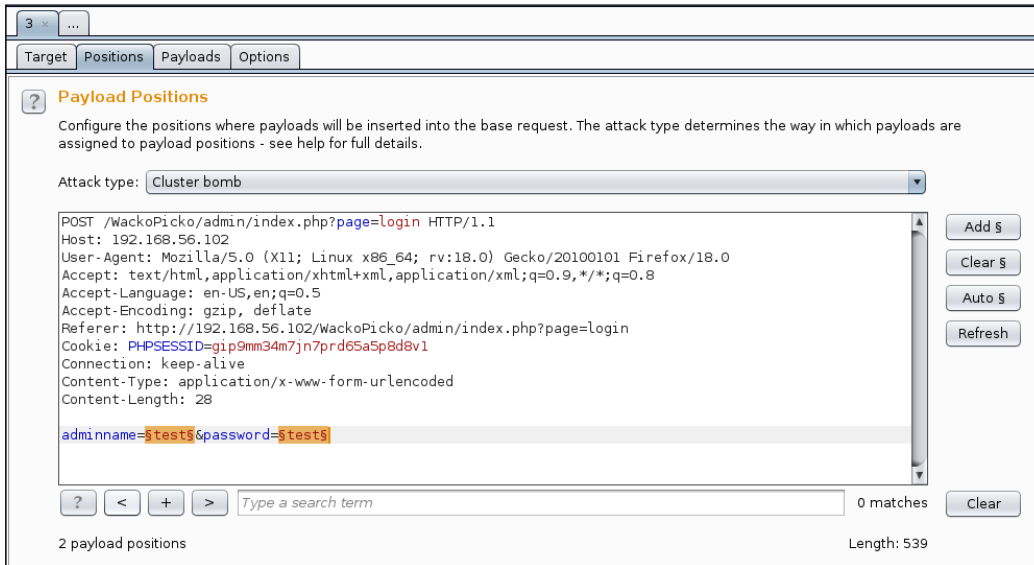 3 × ...
Target Positions Payloads Options
? Payload Positions
Configure the positions where payloads will be inserted into the base request. The attack type determines the way in which payloads are
assigned to payload positions - see help for full details.
Attack type: Cluster bomb
POST /WackoPicko/admin/index.php?page=login HTTP/1.1
Host: 192.168.56.102
User-Agent: Mozilla/5.0 (X11; Linux x86_64; rv:18.0) Gecko/20100101 Firefox/18.0
Accept: text/html,application/xhtml+xml,application/xml;q=0.9,*/*;q=0.8
Accept-Language: en-US,en;q=0.5
Accept-Encoding: gzip, deflate
Referer: http://192.168.56.102/WackoPicko/admin/index.php?page=login
Cookie: PHPSESSID=gip9mm34m7jn7prd65a5p8d8v1
Connection: keep-alive
Content-Type: application/x-www-form-urlencoded
Content-Length: 28
adminname=§test§&password=§test§
Add §
Clear §
Auto §
Refresh
? < + > Type a search term 0 matches Clear
2 payload positions Length: 539